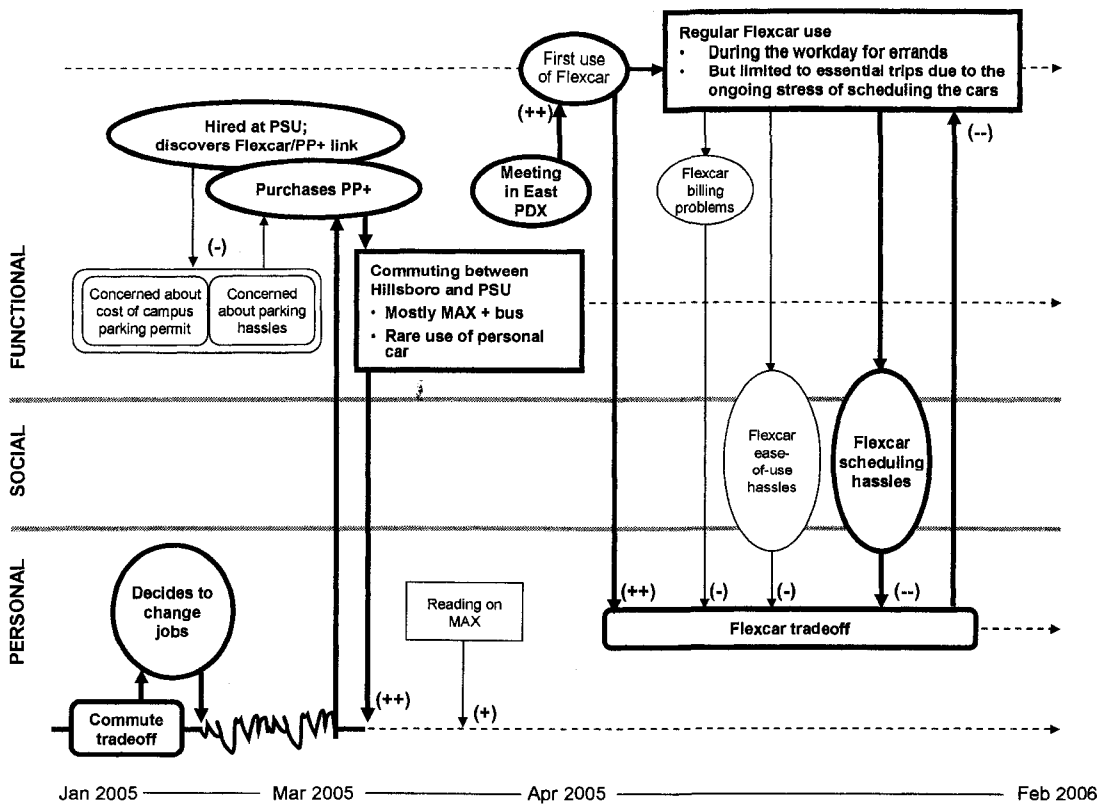 First use
of Flexcar
Regular Flexcar use
• During the workday for errands
• But limited to essential trips due to the
ongoing stress of scheduling the cars
(++)
(--)
Hired at PSU;
discovers Flexcar/PP+ link
Purchases PP+
Meeting
in East
PDX
Flexcar
billing
problems
(-)
Concerned about
cost of campus
parking permit
Concerned
about parking
hassles
Commuting between
Hillsboro and PSU
• Mostly MAX + bus
• Rare use of personal
car
FUNCTIONAL
SOCIAL
Flexcar
ease-
of-use
hassles
Flexcar
scheduling
hassles
PERSONAL
Decides to
change
jobs
Reading on
MAX
(++)
(-)
(-)
(--)
Flexcar tradeoff
Commute
tradeoff
(++)
(+)
Jan 2005
Mar 2005
Apr 2005
Feb 2006